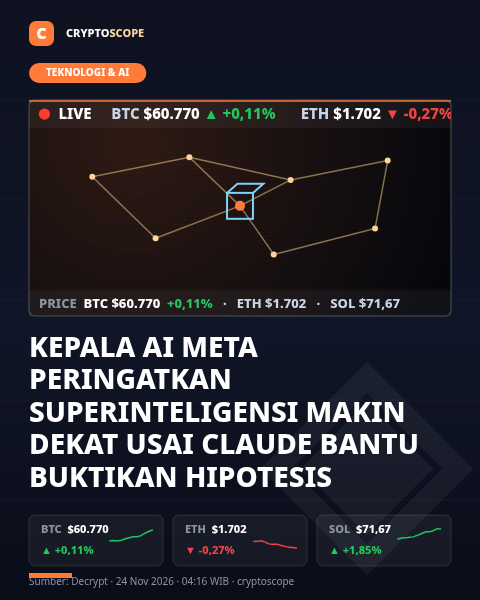 C CRYPTOSCOPE
TEKNOLOGI & AI
LIVE BTC $60.770 ▲ +0,11% ETH $1.702 ▼ -0,27%
PRICE BTC $60.770 +0,11% · ETH $1.702 · SOL $71,67
KEPALA AI META
PERINGATKAN
SUPERINTELIGENSI MAKIN
DEKAT USAI CLAUDE BANTU
BUKTIKAN HIPOTESIS
BTC $60.770 ETH $1.702 SOL $71,67
▲ +0,11% ▼ -0,27% ▲ +1,85%
Sumber: Decrypt · 24 Nov 2026 · 04:16 WIB · cryptoscope